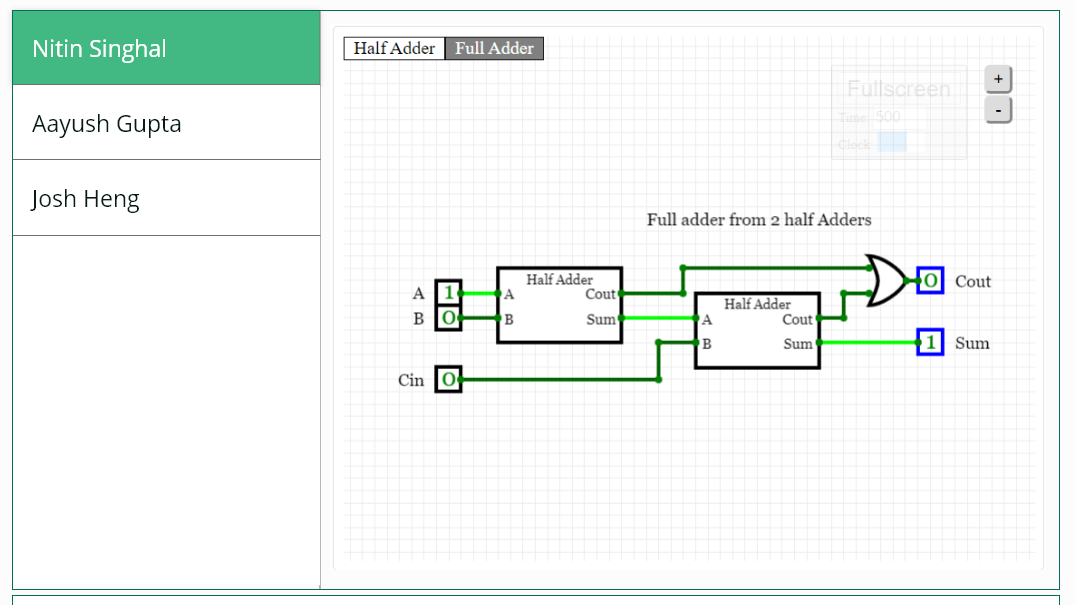 Nitin Singhal
Aayush Gupta
Josh Heng
Half Adder Full Adder
Fullscreen
Time 500
Clock
+
-
Full adder from 2 half Adders
Half Adder
A 1 A Cout
B 0 B Sum
Half Adder
A Cout
B Sum
0 Cout
1 Sum
Cin 0